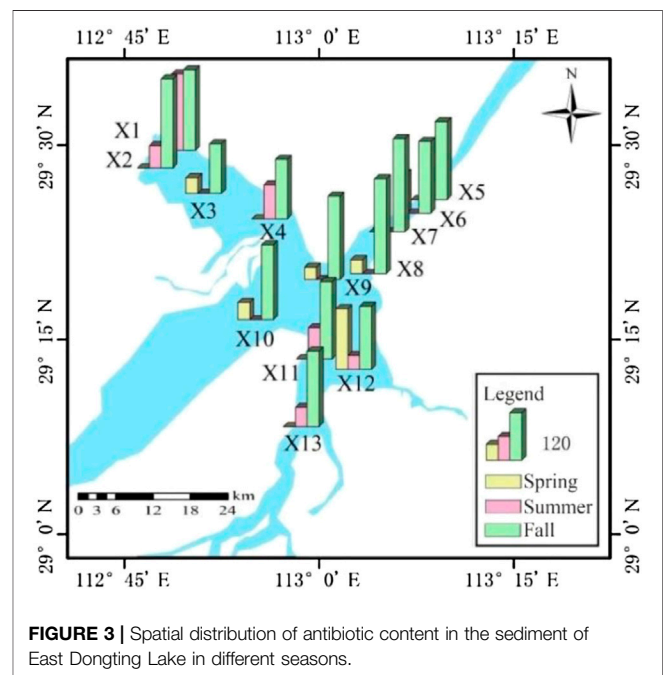 112° 45′ E 113° 0′ E 113° 15′ E
N
29° 30′ N 29° 30′ N
X1
X2
X3
X4
X5
X6
X7
X8
X9
29° 15′ N 29° 15′ N
X10
X11
X12
X13
Legend
120
Spring
Summer
Fall
km
0 3 6 12 18 24
29° 0′ N 29° 0′ N
112° 45′ E 113° 0′ E 113° 15′ E
FIGURE 3 | Spatial distribution of antibiotic content in the sediment of
East Dongting Lake in different seasons.